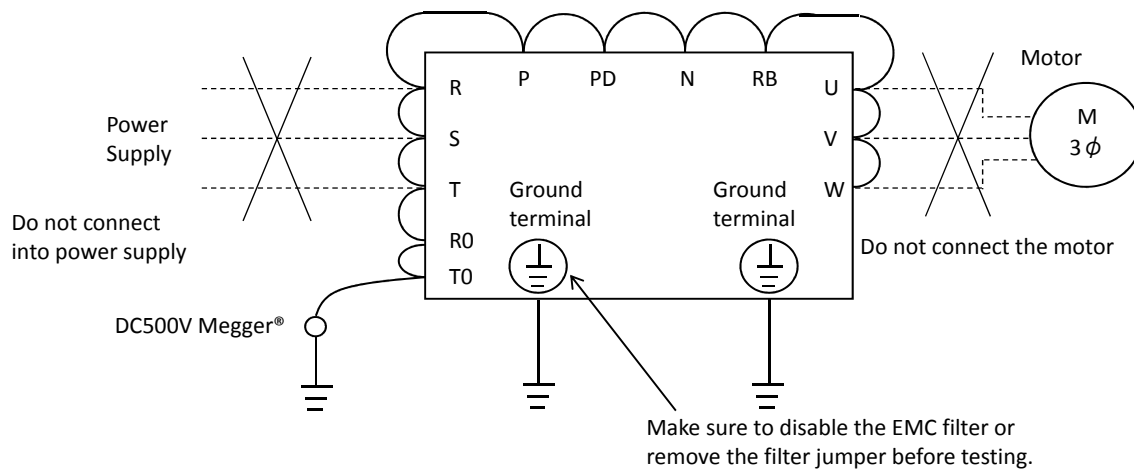 P PD N RB
R
S
T
R0
T0
U
V
W
Motor
M
3ϕ
Power
Supply
Ground
terminal
Ground
terminal
Do not connect
into power supply
Do not connect the motor
DC500V Megger®
Make sure to disable the EMC filter or
remove the filter jumper before testing.